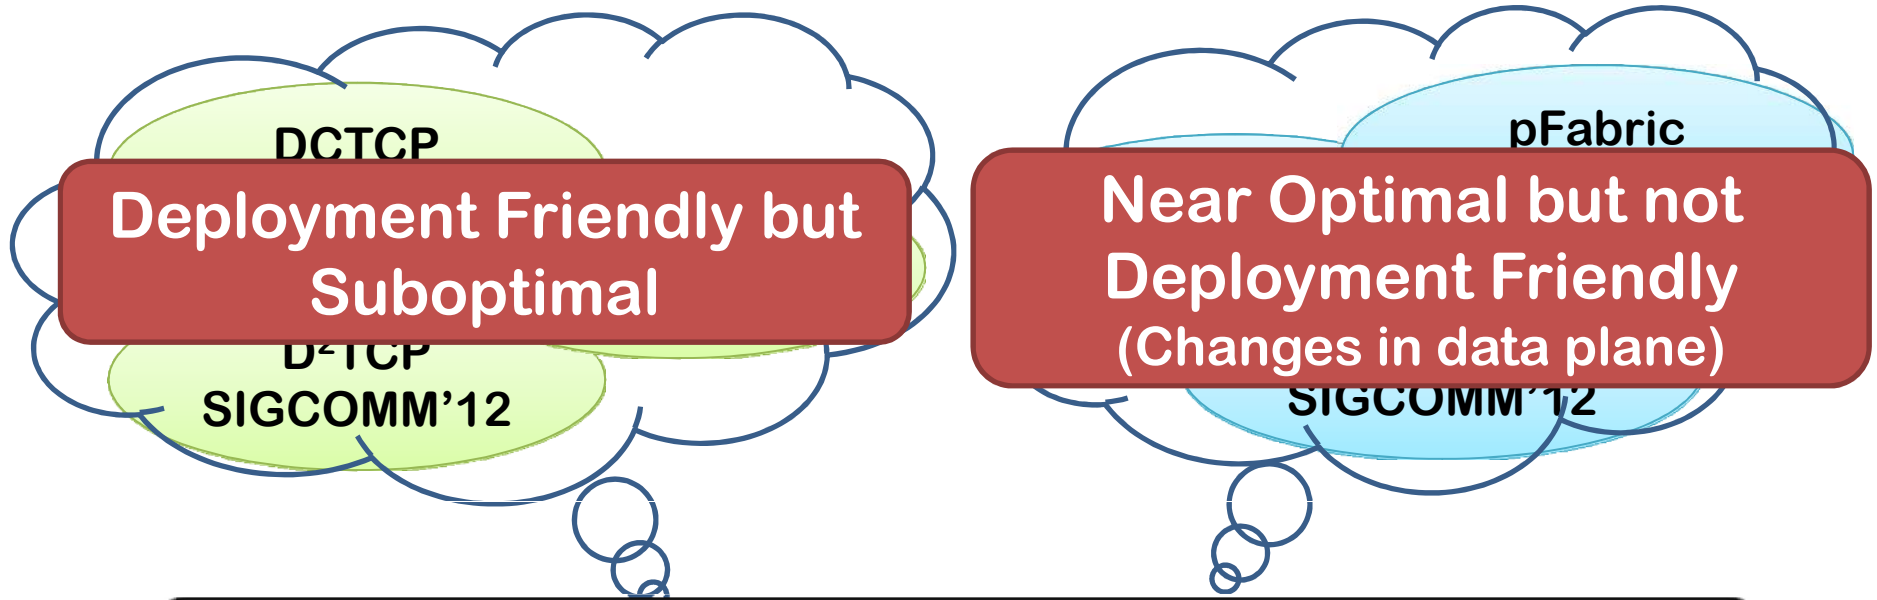 DCTCP
Deployment Friendly but
Suboptimal
D²TCP
SIGCOMM’12
pFabric
Near Optimal but not
Deployment Friendly
(Changes in data plane)
SIGCOMM’12